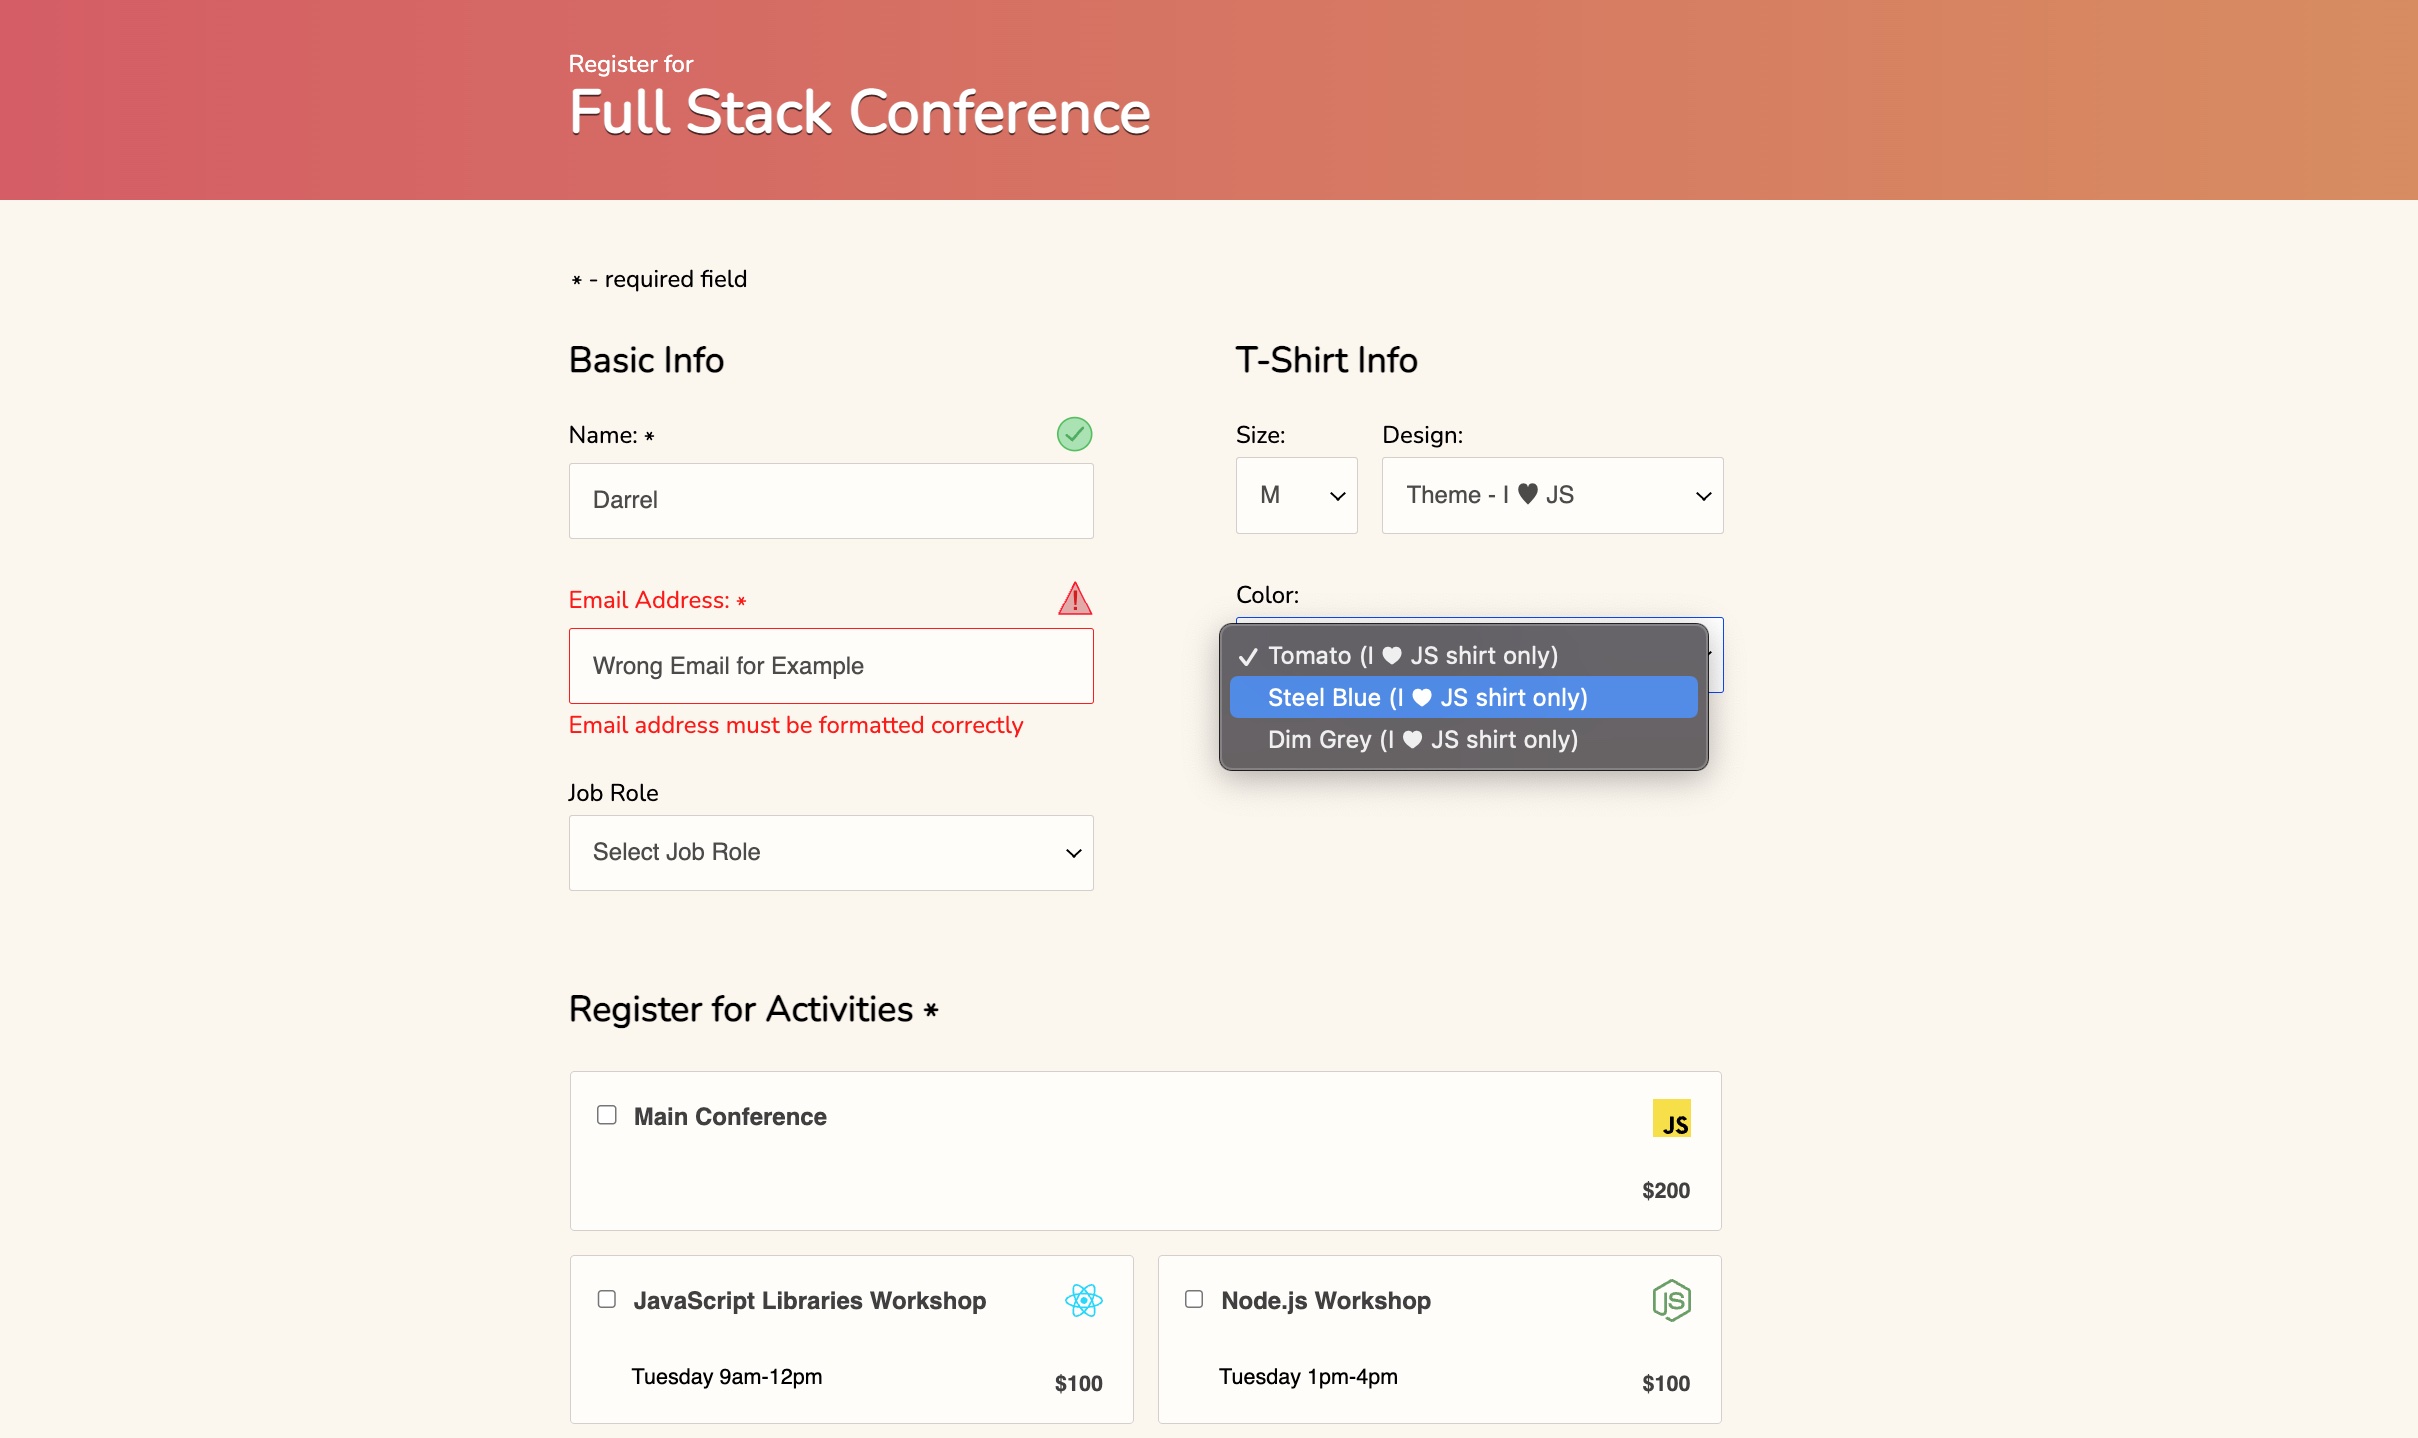 Register for
Full Stack Conference
* - required field
Basic Info
Name: *
Darrel
Email Address: *
Wrong Email for Example
Email address must be formatted correctly
Job Role
Select Job Role
T-Shirt Info
Size:
M
Design:
Theme - I ♥ JS
Color:
✓ Tomato (I ♥ JS shirt only)
Steel Blue (I ♥ JS shirt only)
Dim Grey (I ♥ JS shirt only)
Register for Activities *
Main Conference
JS
$200
JavaScript Libraries Workshop
Tuesday 9am-12pm
$100
Node.js Workshop
JS
Tuesday 1pm-4pm
$100